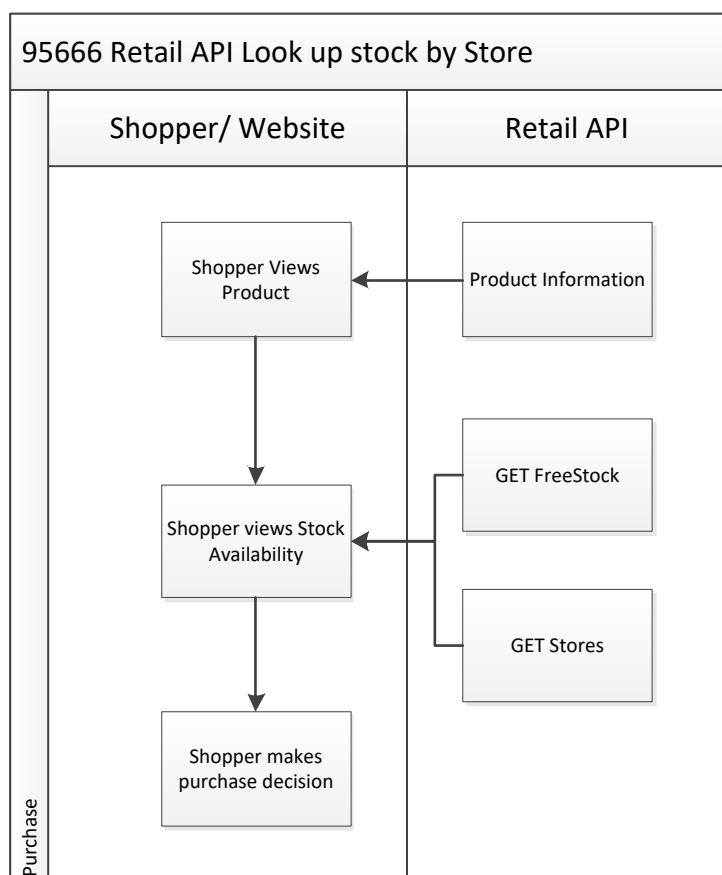 95666 Retail API Look up stock by Store
Shopper/ Website
Retail API
Shopper Views
Product
Product Information
GET FreeStock
Shopper views Stock
Availability
GET Stores
Shopper makes
purchase decision
Purchase